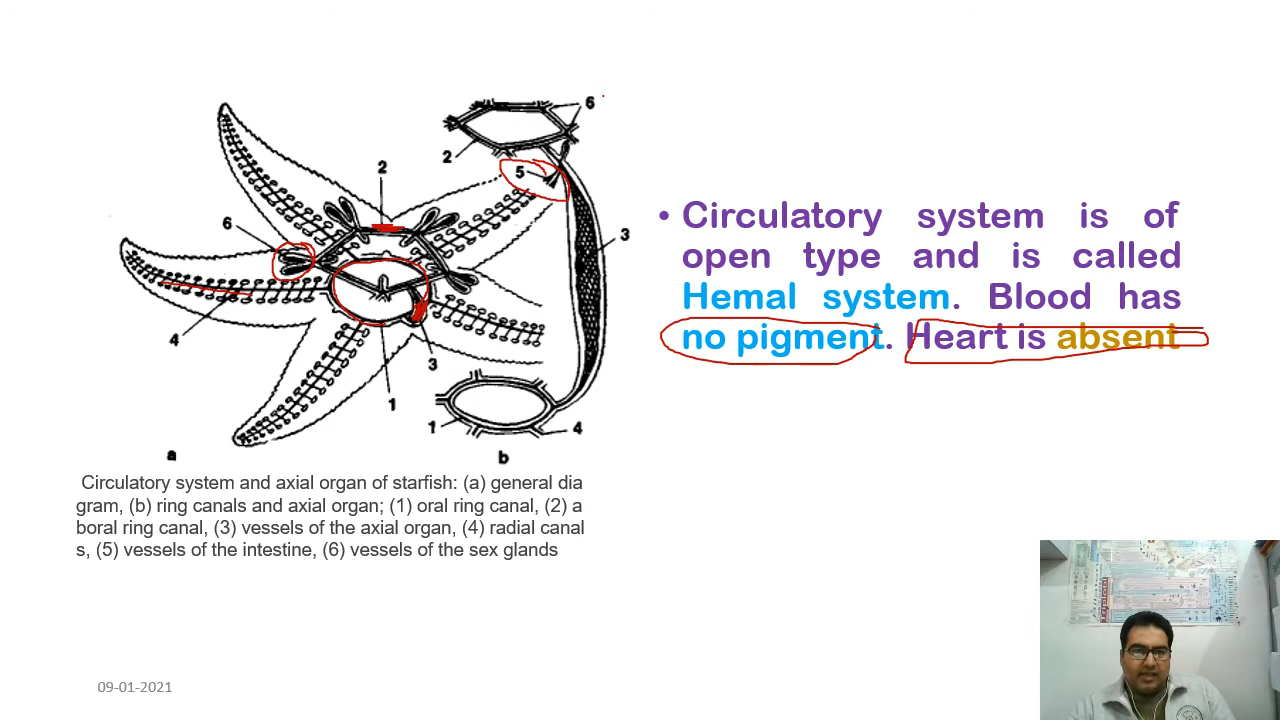 6
2
2
5
6
3
4
3
1
1
4
a
b
• Circulatory system is of
open type and is called
Hemal system. Blood has
no pigment. Heart is absent
Circulatory system and axial organ of starfish: (a) general dia
gram, (b) ring canals and axial organ; (1) oral ring canal, (2) a
boral ring canal, (3) vessels of the axial organ, (4) radial canal
s, (5) vessels of the intestine, (6) vessels of the sex glands
09-01-2021